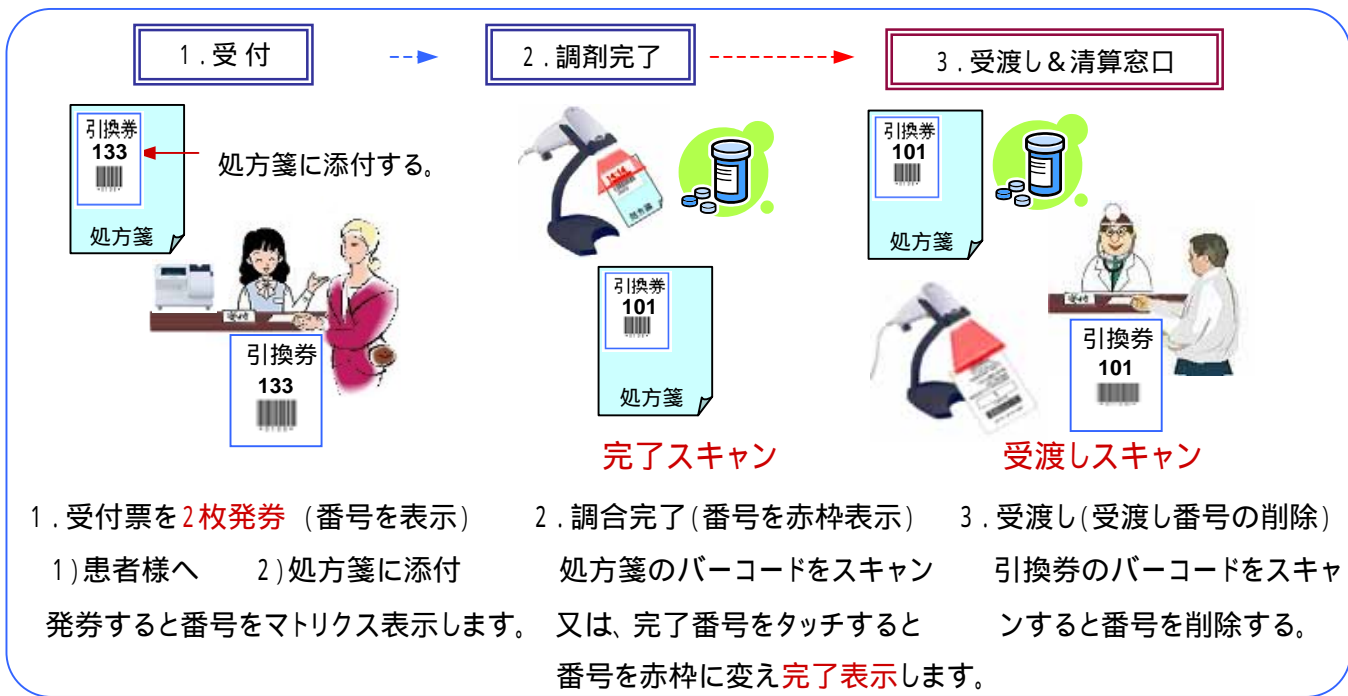 1.受付
2.調剤完了
3.受渡し&清算窓口
引換券
133
処方箋
処方箋に添付する。
引換券
133
引換券
101
処方箋
完了スキャン
引換券
101
処方箋
引換券
101
受渡しスキャン
1.受付票を2枚発券 (番号を表示)
1)患者様へ 2)処方箋に添付
発券すると番号をマトリクス表示します。
2.調合完了(番号を赤枠表示)
処方箋のバーコードをスキャン
又は、完了番号をタッチすると
番号を赤枠に変え完了表示します。
3.受渡し(受渡し番号の削除)
引換券のバーコードをスキャ
ンすると番号を削除する。